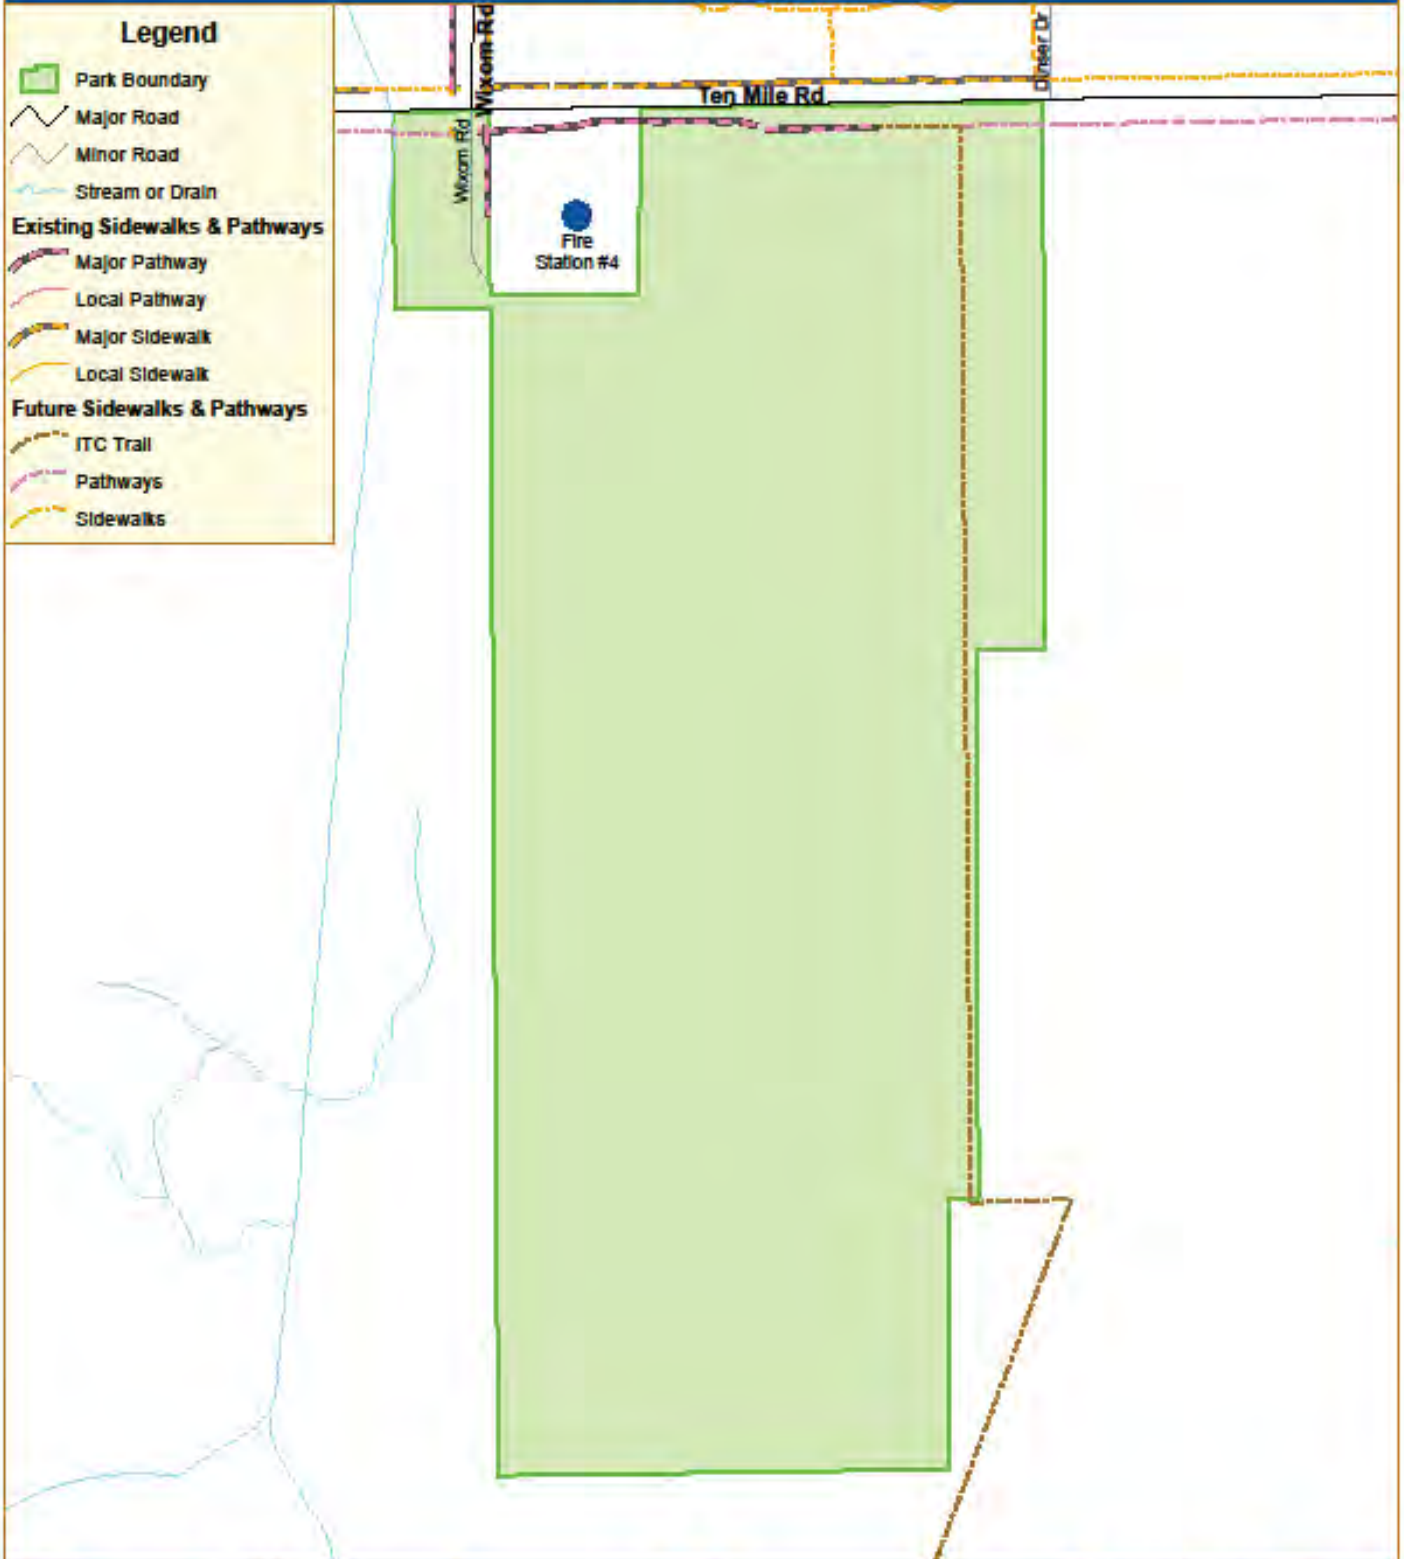 Legend
Park Boundary
Major Road
Minor Road
Stream or Drain
Existing Sidewalks & Pathways
Major Pathway
Local Pathway
Major Sidewalk
Local Sidewalk
Future Sidewalks & Pathways
ITC Trail
Pathways
Sidewalks
Wixom Rd
Ten Mile Rd
Dinser Dr
Wixom Rd
Fire
Station #4